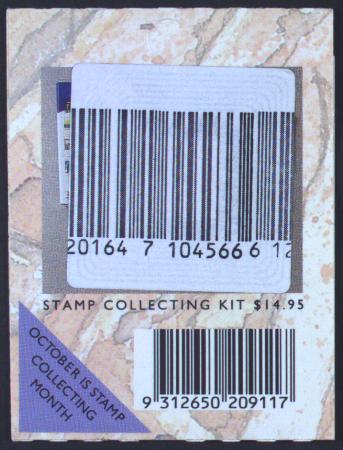 20164 7 104566 6 12
STAMP COLLECTING KIT $14.95
OCTOBER IS STAMP
COLLECTING
MONTH
9 312650 209117